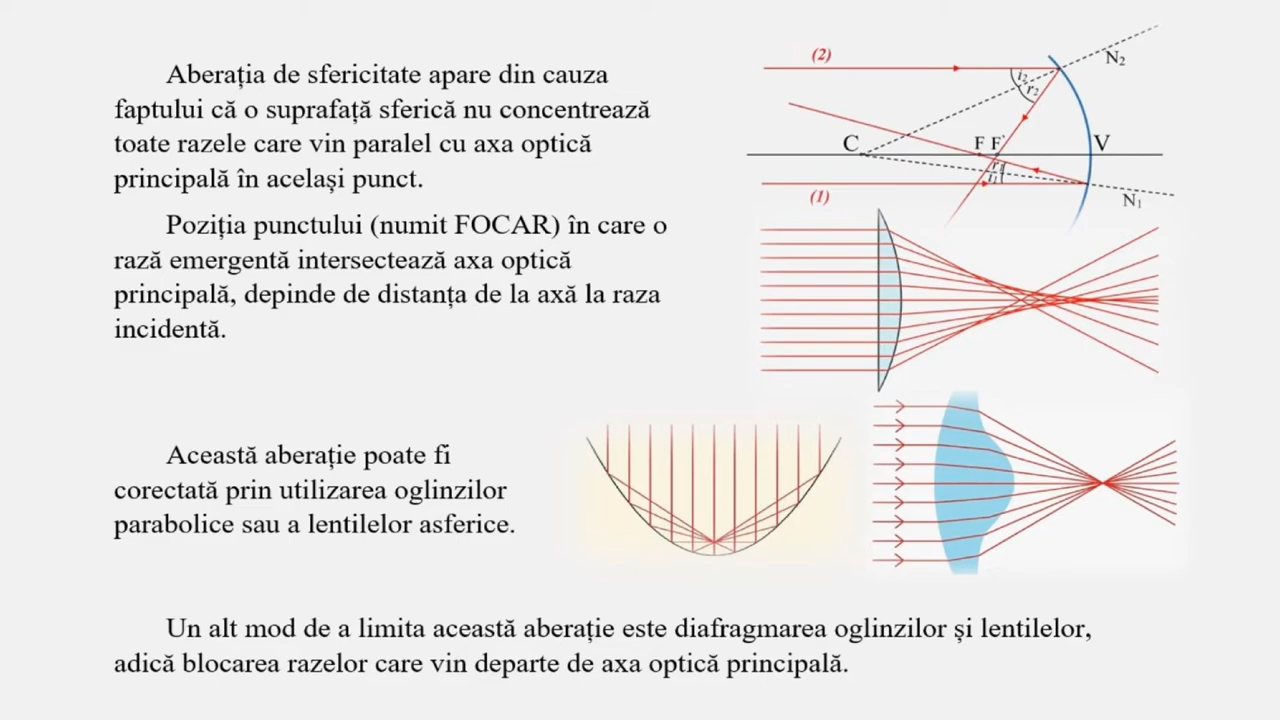 Aberația de sfericitate apare din cauza
faptului că o suprafață sferică nu concentrează
toate razele care vin paralel cu axa optică
principală în același punct.
Poziția punctului (numit FOCAR) în care o
rază emergentă intersectează axa optică
principală, depinde de distanța de la axă la raza
incidentă.
(2)
N2
i2
r2
C
F F`
V
r1
i1
(1)
N1
Această aberație poate fi
corectată prin utilizarea oglinzilor
parabolice sau a lentilelor asferice.
Un alt mod de a limita această aberație este diafragmarea oglinzilor și lentilelor,
adică blocarea razelor care vin departe de axa optică principală.